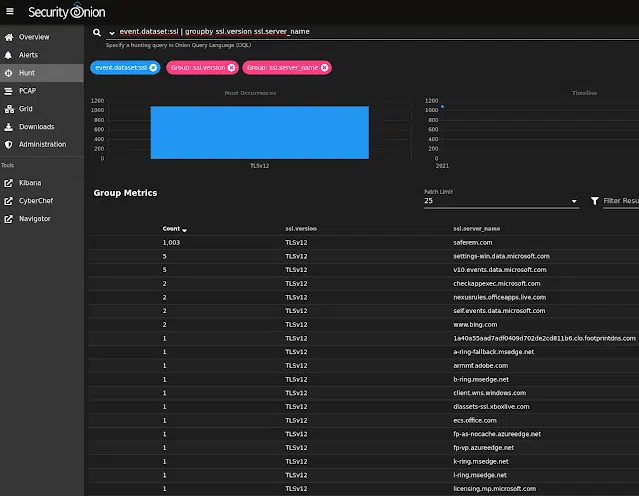 Security Onion
Overview
Alerts
Hunt
PCAP
Grid
Downloads
Administration
Tools
Kibana
CyberChef
Navigator
event.dataset:ssl | groupby ssl.version ssl.server_name
Specify a hunting query in Onion Query Language (OQL)
event.dataset:ssl Group: ssl.version Group: ssl.server_name
Most Occurrences
1200
1000
800
600
400
200
0
TLSv12
Timeline
1200
1000
800
600
400
200
0
2021
Group Metrics
Fetch Limit
25
Filter Resu
Count ssl.version ssl.server_name
1,003 TLSv12 saferem.com
5 TLSv12 settings-win.data.microsoft.com
5 TLSv12 v10.events.data.microsoft.com
2 TLSv12 checkappexec.microsoft.com
2 TLSv12 nexusrules.officeapps.live.com
2 TLSv12 self.events.data.microsoft.com
2 TLSv12 www.bing.com
1 TLSv12 1a40a55aad7adf0409d702de2cd811b6.clo.footprintdns.com
1 TLSv12 a-ring-fallback.msedge.net
1 TLSv12 armmf.adobe.com
1 TLSv12 b-ring.msedge.net
1 TLSv12 client.wns.windows.com
1 TLSv12 dlassets-ssl.xboxlive.com
1 TLSv12 ecs.office.com
1 TLSv12 fp-as-nocache.azureedge.net
1 TLSv12 fp-vp.azureedge.net
1 TLSv12 k-ring.msedge.net
1 TLSv12 l-ring.msedge.net
1 TLSv12 licensing.mp.microsoft.com